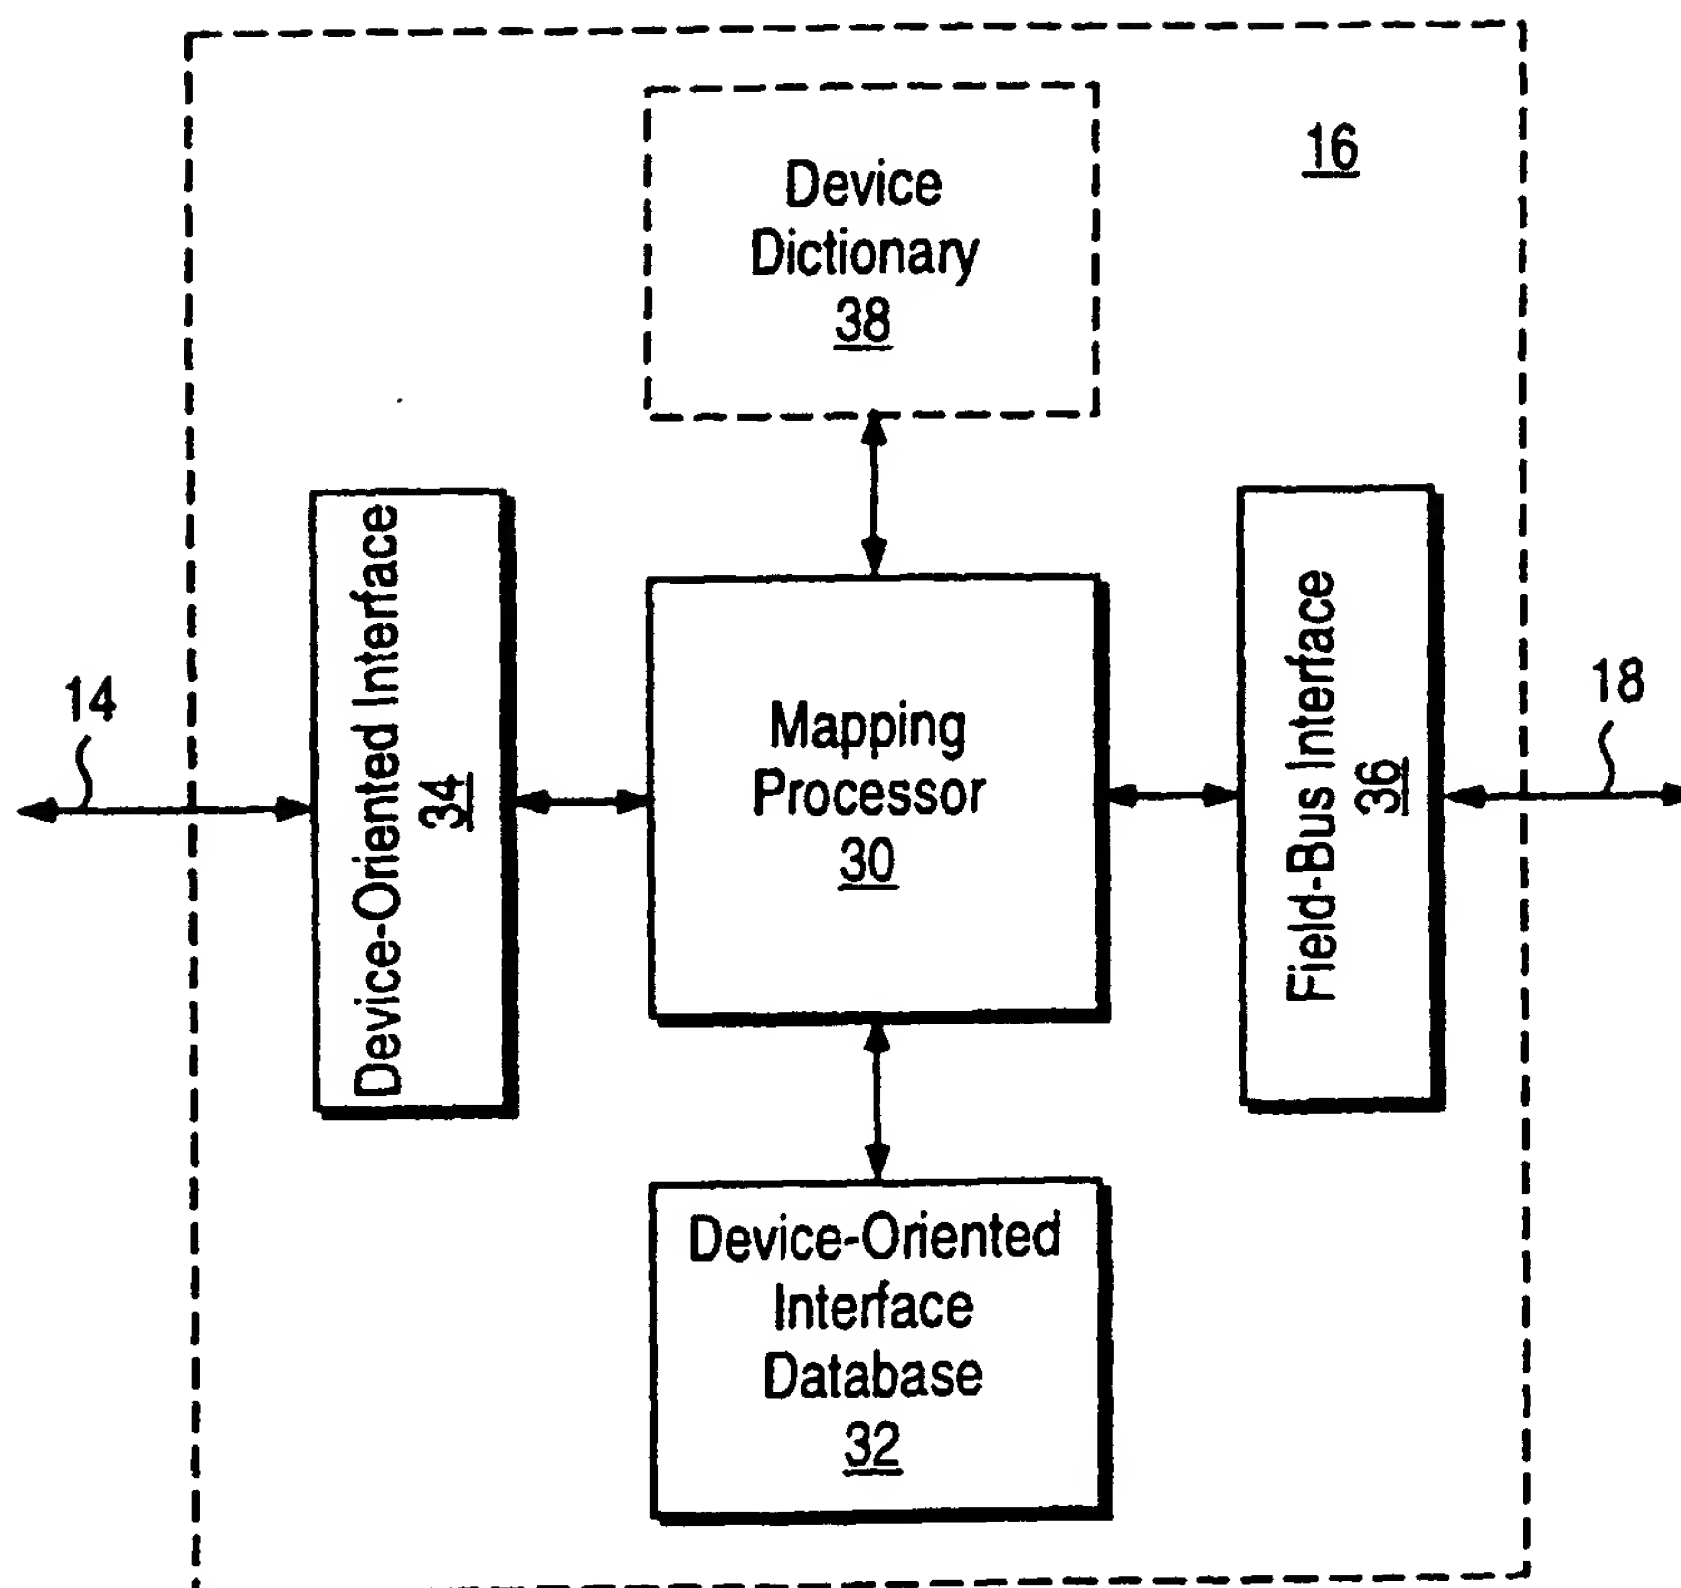 16
Device
Dictionary
38
14
Device-Oriented Interface
34
Mapping
Processor
30
Field-Bus Interface
36
18
Device-Oriented
Interface
Database
32